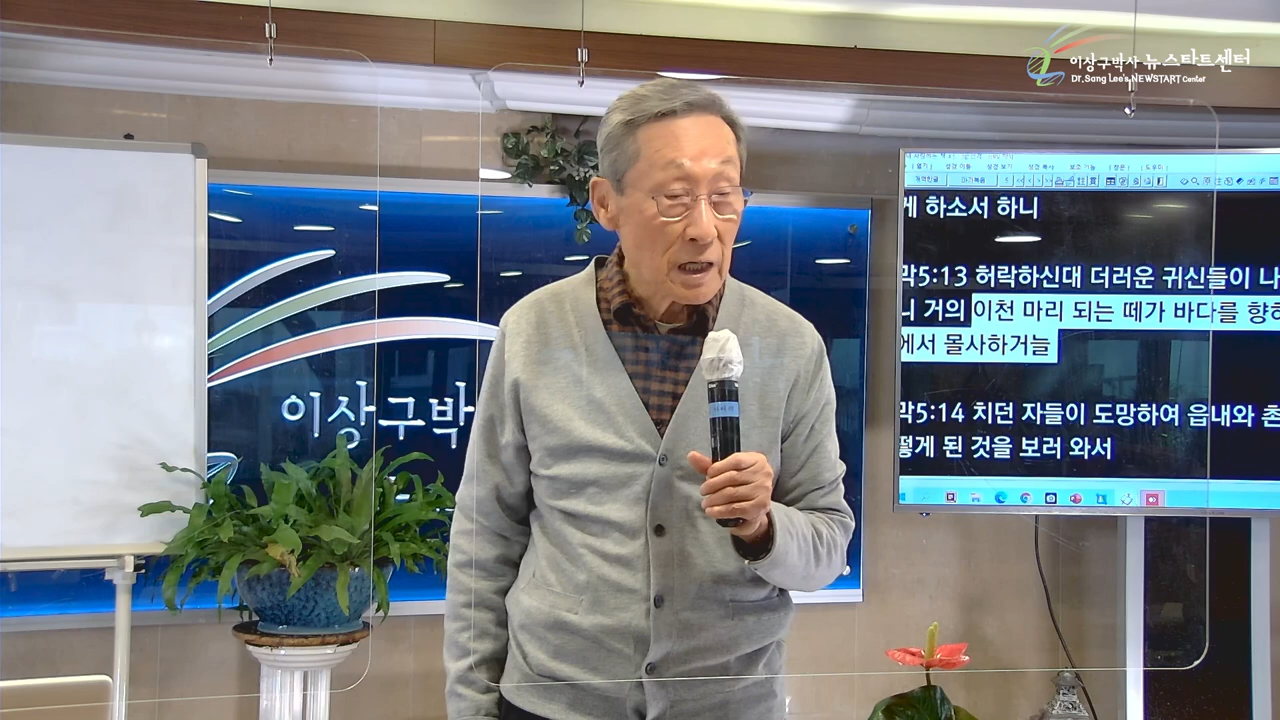 이상구박사 뉴스타트센터
Dr. Sang Lee's NEWSTART Center
이상구박
개역한글
게 하소서 하니
막5:13 허락하신대 더러운 귀신들이 나
니 거의 이천 마리 되는 떼가 바다를 향하
에서 몰사하거늘
막5:14 치던 자들이 도망하여 읍내와 촌
떻게 된 것을 보러 와서